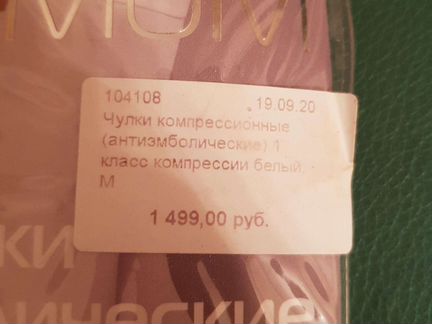 104108 19.09.20
Чулки компрессионные
(антиэмболические) 1
класс компрессии белый,
М
1 499,00 руб.